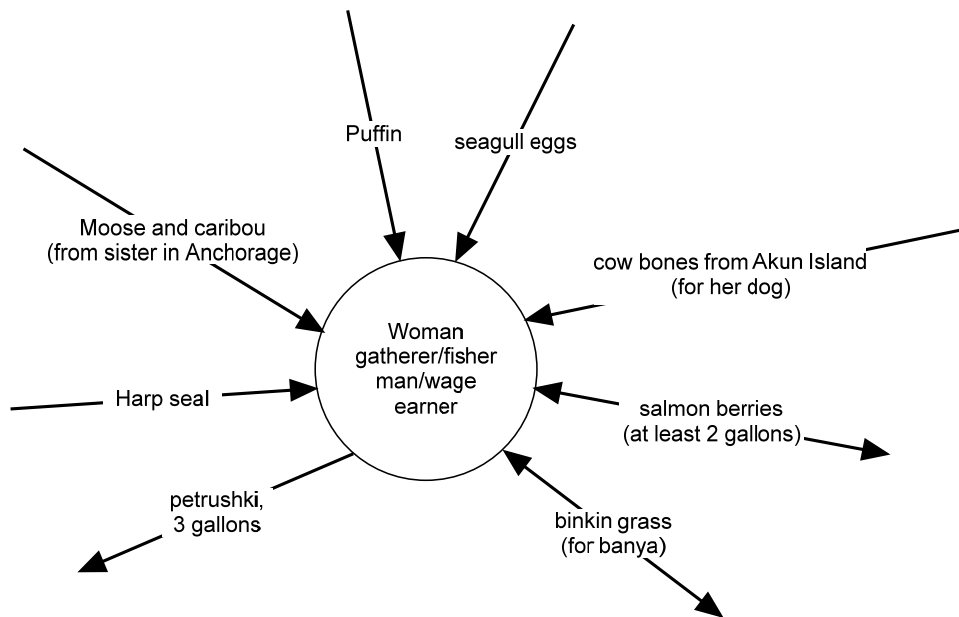 Puffin
seagull eggs
Moose and caribou
(from sister in Anchorage)
cow bones from Akun Island
(for her dog)
Woman
gatherer/fisher
man/wage
earner
Harp seal
salmon berries
(at least 2 gallons)
petrushki,
3 gallons
binkin grass
(for banya)